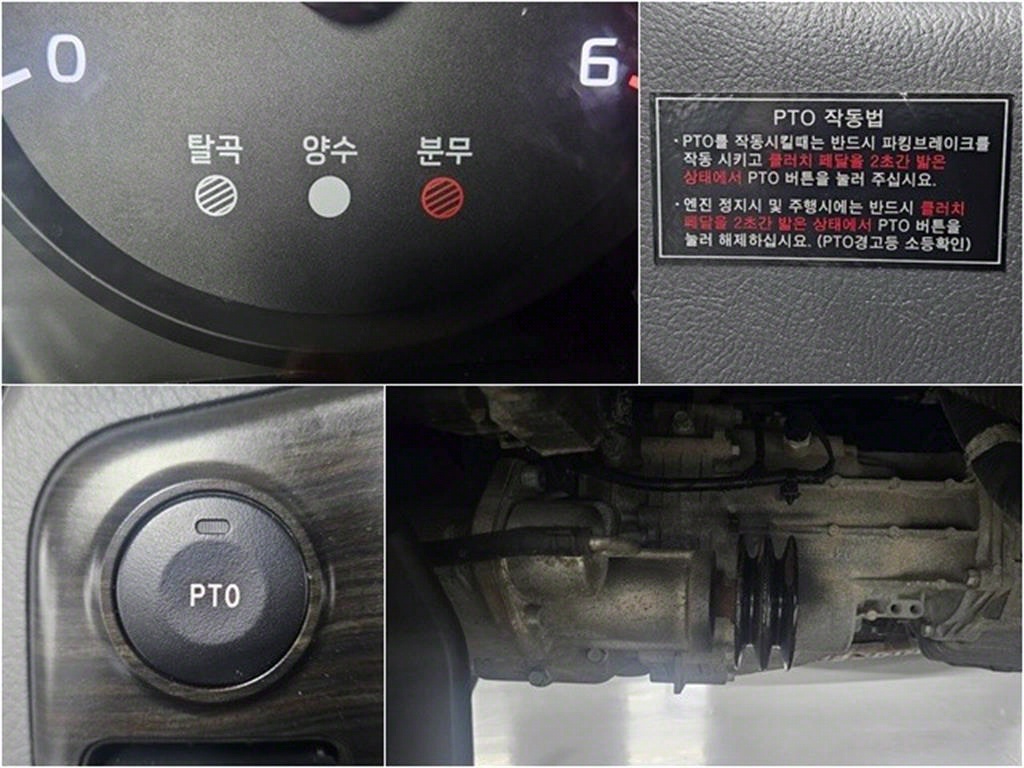 0 6
탈곡 양수 분무
PTO 작동법
·PTO를 작동시킬때는 반드시 파킹브레이크를
작동 시키고 클러치 페달을 2초간 밟은
상태에서 PTO 버튼을 눌러 주십시요.
·엔진 정지시 및 주행시에는 반드시 클러치
페달을 2초간 밟은 상태에서 PTO 버튼을
눌러 해제하십시요. (PTO경고등 소등확인)
PTO